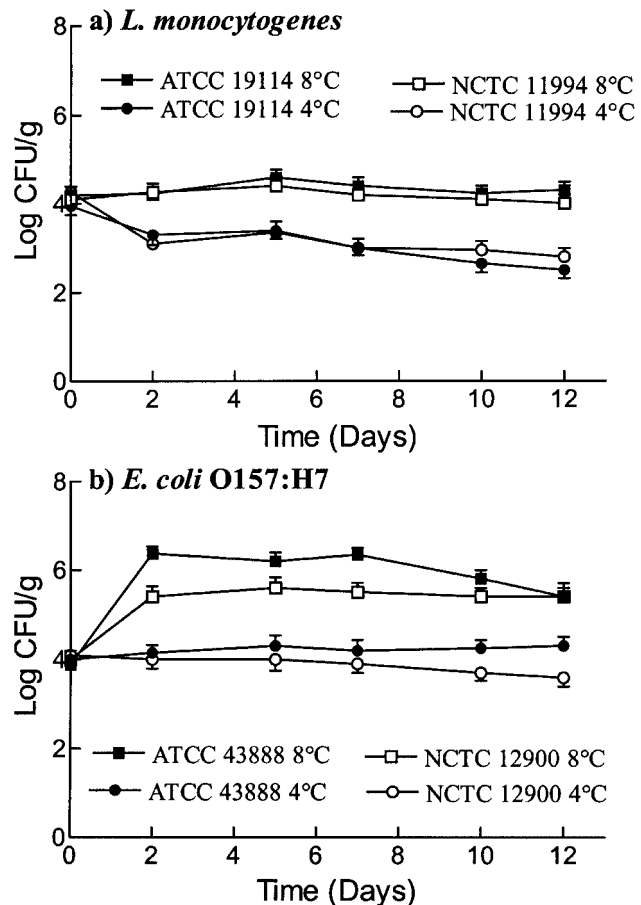 a) L. monocytogenes
ATCC 19114 8°C
NCTC 11994 8°C
ATCC 19114 4°C
NCTC 11994 4°C
Log CFU/g
8
6
4
2
0
0 2 4 6 8 10 12
Time (Days)
b) E. coli O157:H7
Log CFU/g
8
6
4
2
0
ATCC 43888 8°C
NCTC 12900 8°C
ATCC 43888 4°C
NCTC 12900 4°C
0 2 4 6 8 10 12
Time (Days)